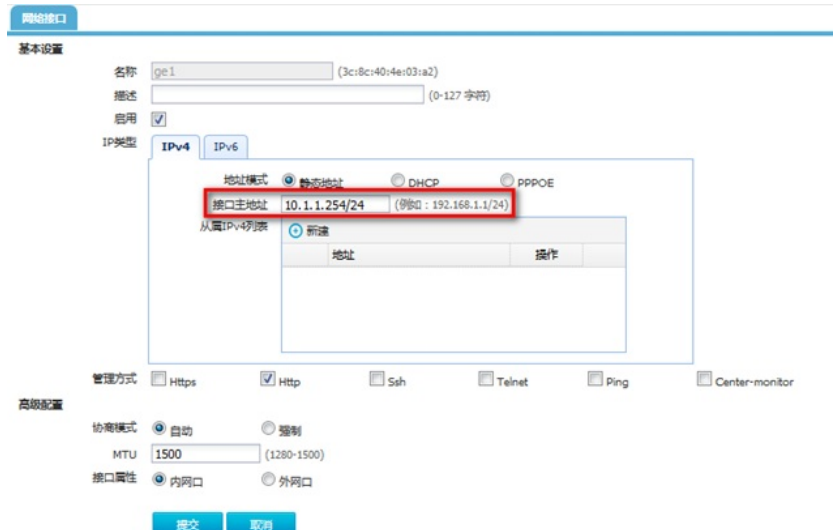 网络接口
基本设置
名称 ge1 (3c:8c:40:4e:03:a2)
描述 (0-127 字符)
启用
IP类型 IPv4 IPv6
地址模式 静态地址 DHCP PPPOE
接口主地址 10.1.1.254/24 (例如：192.168.1.1/24)
从属IPv4列表 新建
地址 操作
管理方式 Https Http Ssh Telnet Ping Center-monitor
高级配置
协商模式 自动 强制
MTU 1500 (1280-1500)
接口属性 内网口 外网口
提交 取消